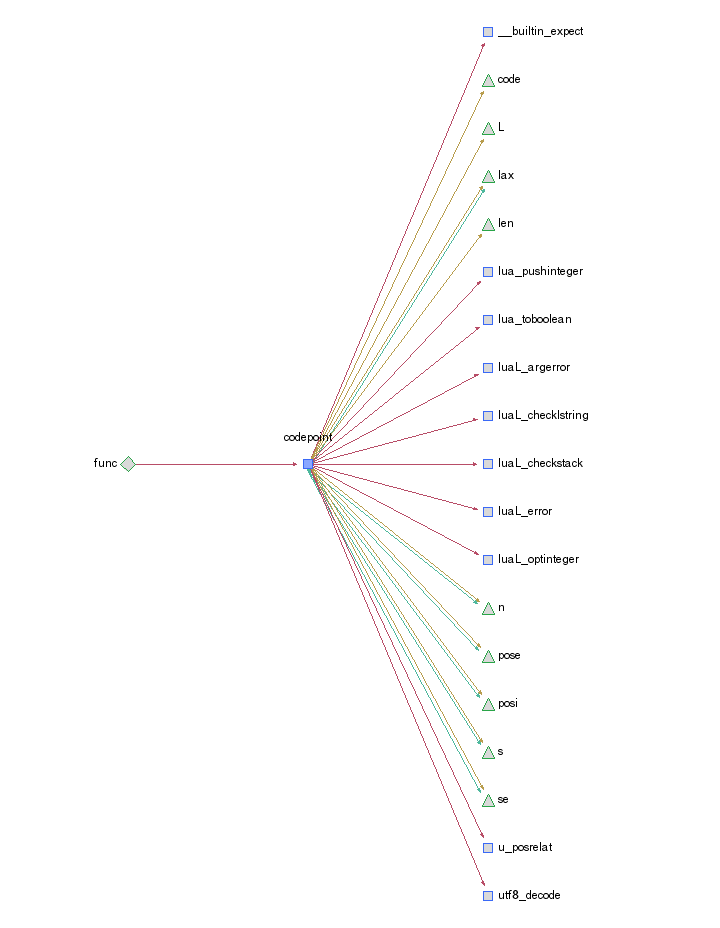 __builtin_expect
code
L
lax
len
lua_pushinteger
lua_toboolean
luaL_argerror
luaL_checklstring
codepoint
func
luaL_checkstack
luaL_error
luaL_optinteger
n
pose
posi
s
se
u_posrelat
utf8_decode